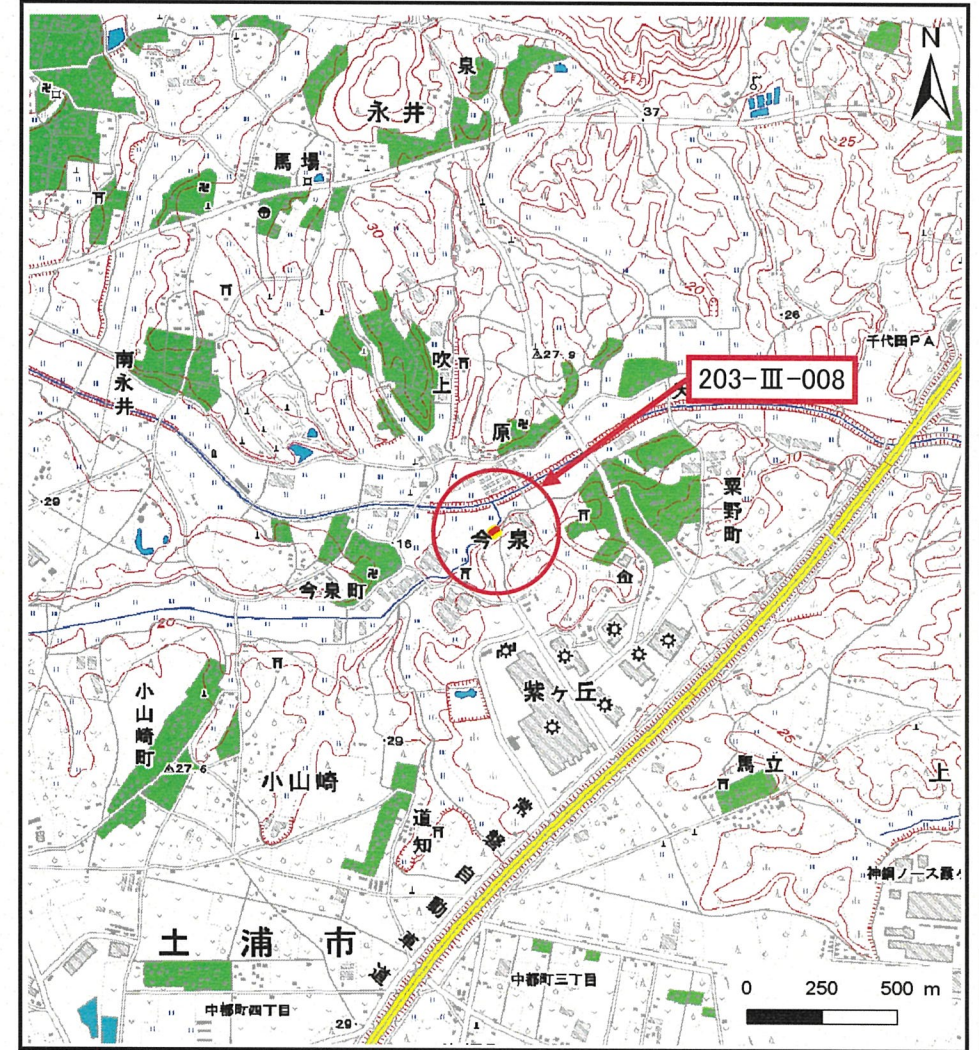 N
泉
永井
37
馬場
25
30
20
26
千代田PA
南永井
吹上
27.9
203-Ⅲ-008
原
10
粟野町
29
16
今泉
今泉町
20
紫ヶ丘
小山崎町
29
25
馬立
27.6
小山崎
上
道知
常磐自動車道
土浦市
中都町三丁目
中都町四丁目
29
0 250 500 m